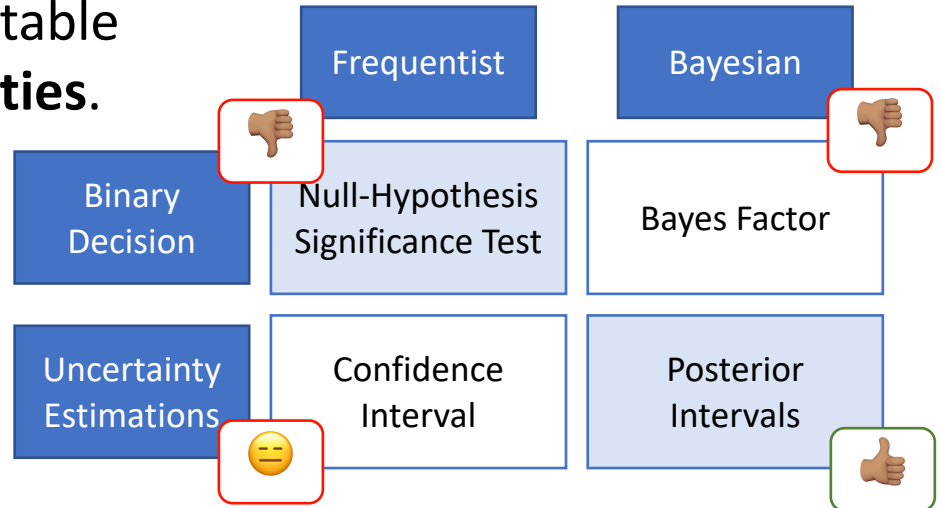 table
ties.
Frequentist
Bayesian
Binary
Decision
Null-Hypothesis
Significance Test
Bayes Factor
Uncertainty
Estimations
Confidence
Interval
Posterior
Intervals